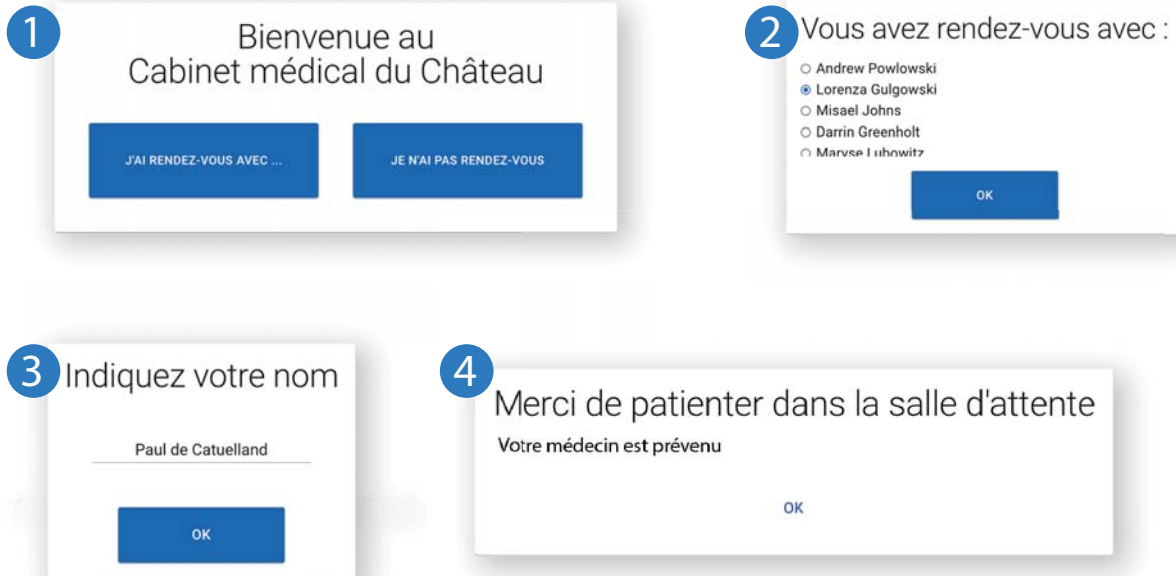 1
Bienvenue au
Cabinet médical du Château
J'AI RENDEZ-VOUS AVEC ...
JE N'AI PAS RENDEZ-VOUS
2
Vous avez rendez-vous avec :
Andrew Powlowski
Lorenza Gulgowski
Misael Johns
Darrin Greenholt
Maryse Lubowitz
OK
3
Indiquez votre nom
Paul de Catuelland
OK
4
Merci de patienter dans la salle d'attente
Votre médecin est prévenu
OK